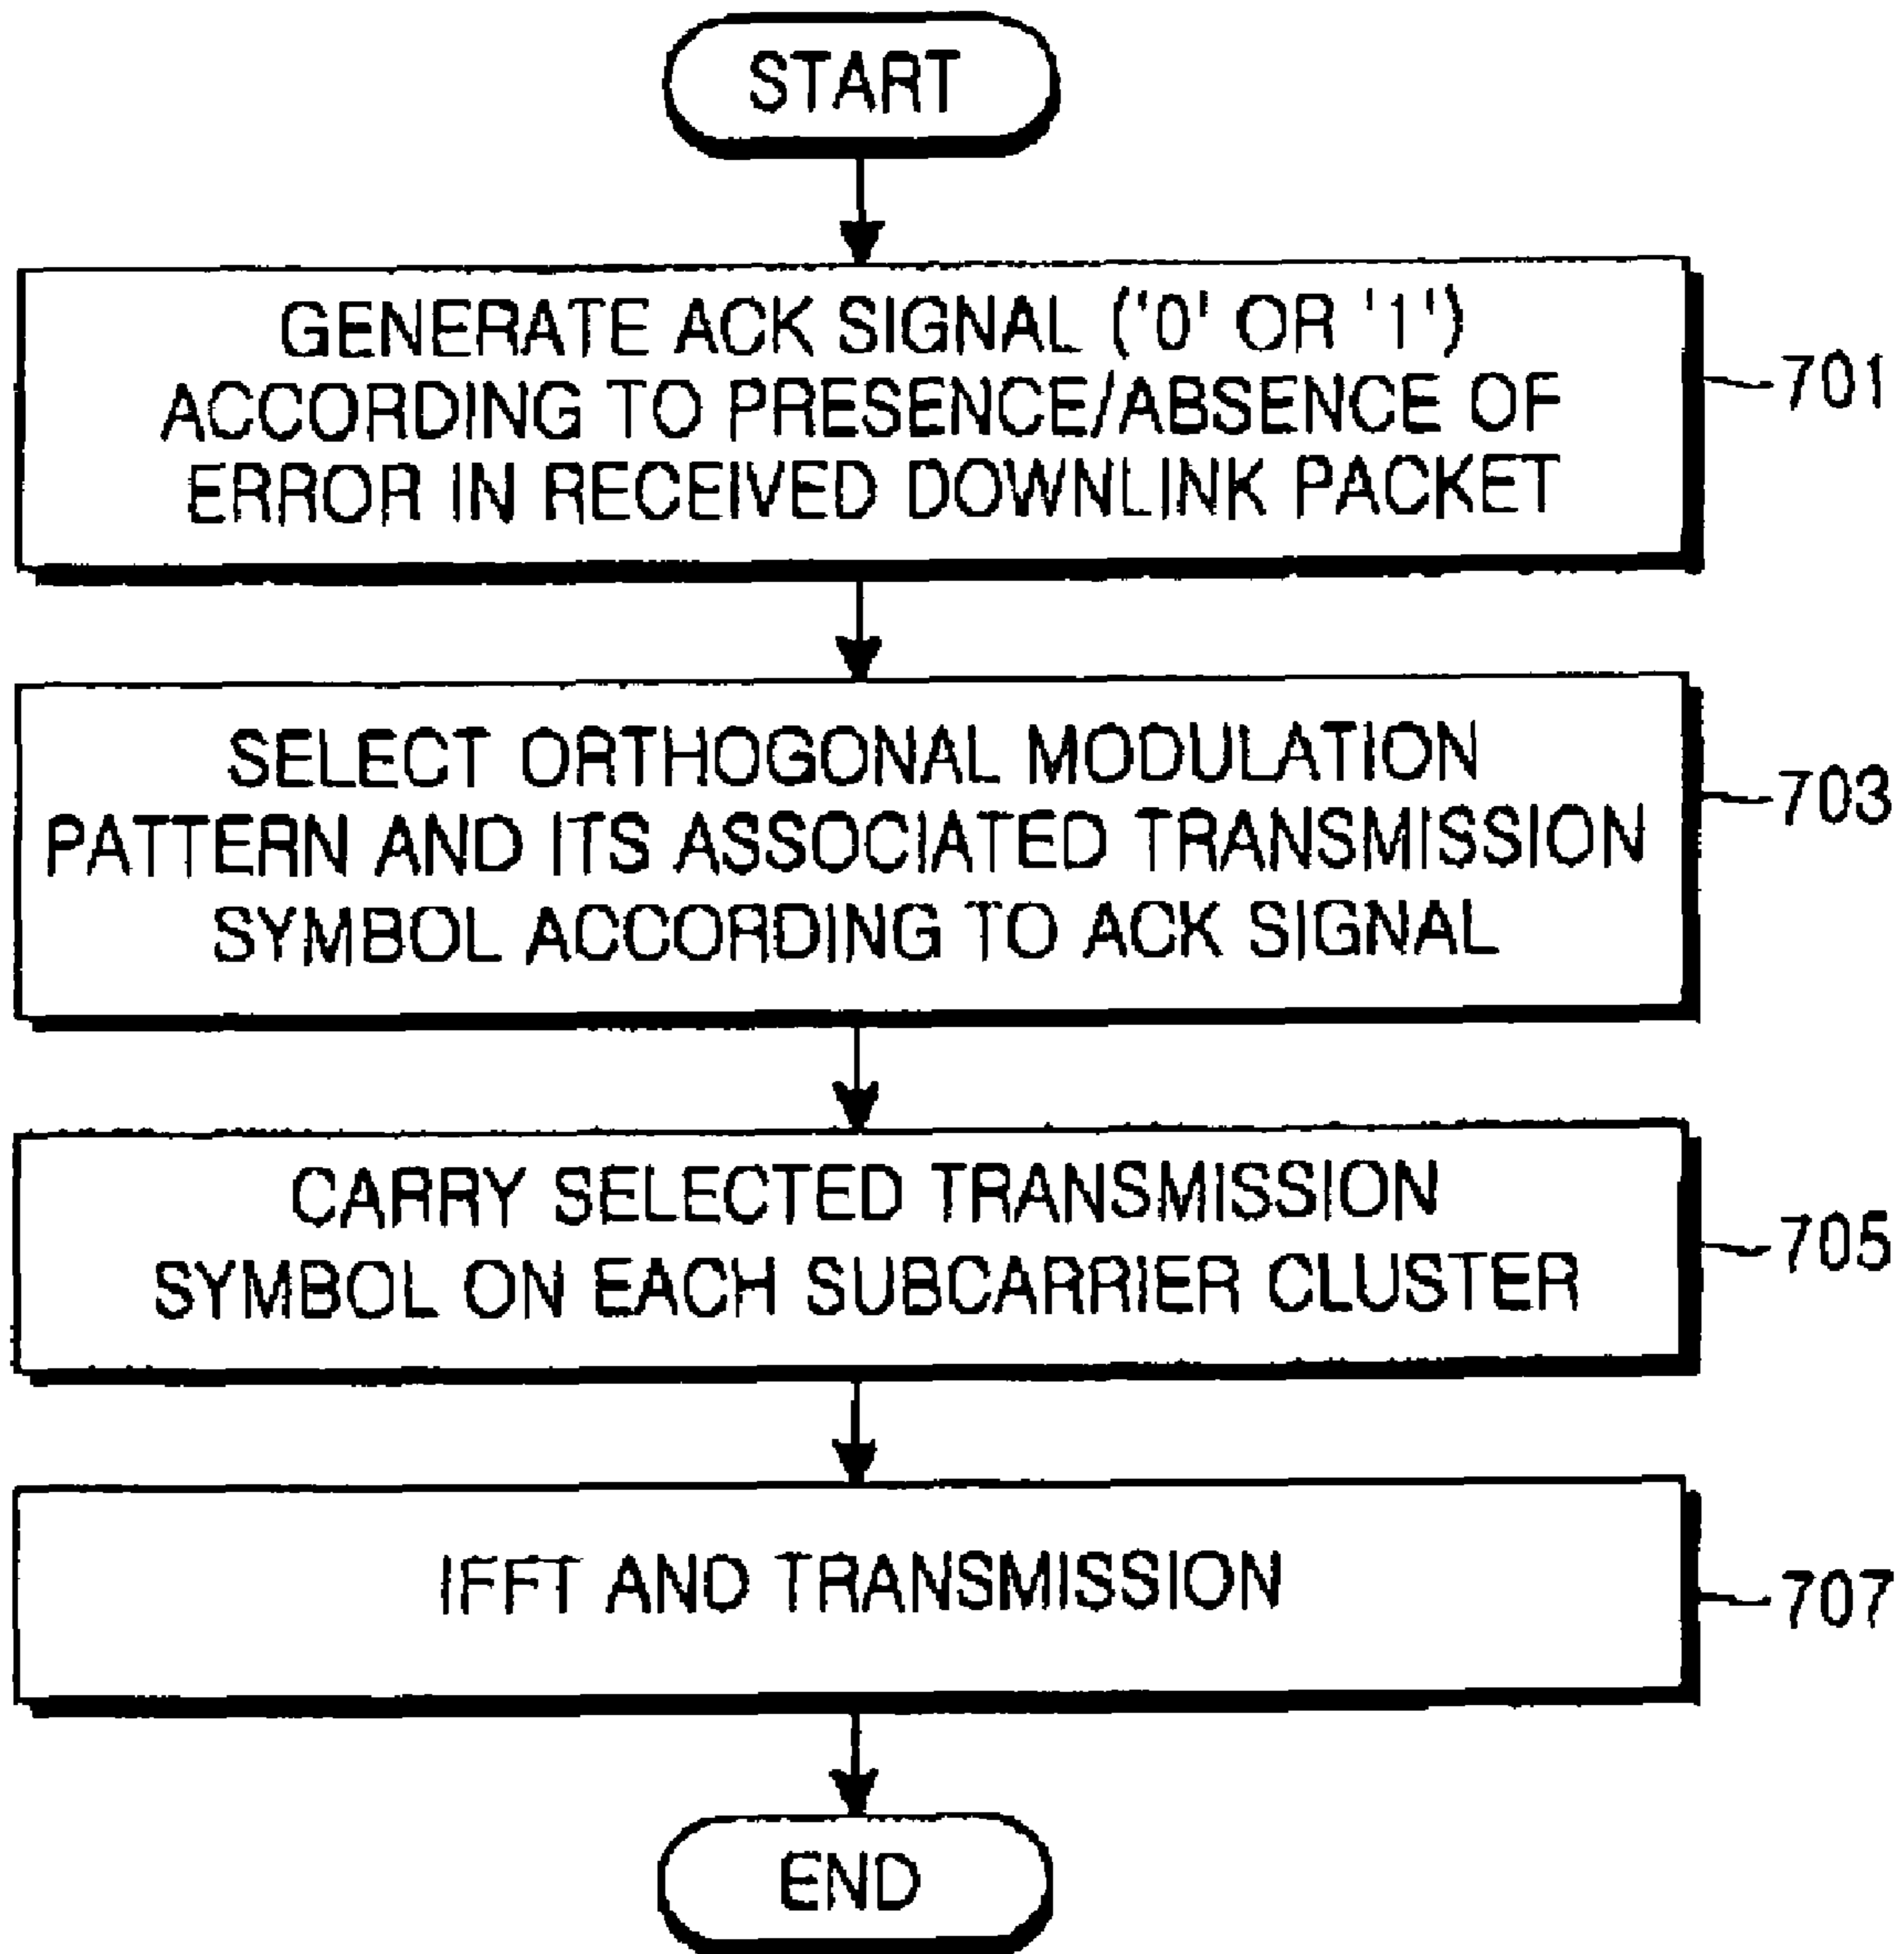 START
GENERATE ACK SIGNAL ('0' OR '1')
ACCORDING TO PRESENCE/ABSENCE OF
ERROR IN RECEIVED DOWNLINK PACKET
701
SELECT ORTHOGONAL MODULATION
PATTERN AND ITS ASSOCIATED TRANSMISSION
SYMBOL ACCORDING TO ACK SIGNAL
703
CARRY SELECTED TRANSMISSION
SYMBOL ON EACH SUBCARRIER CLUSTER
705
IFFT AND TRANSMISSION
707
END